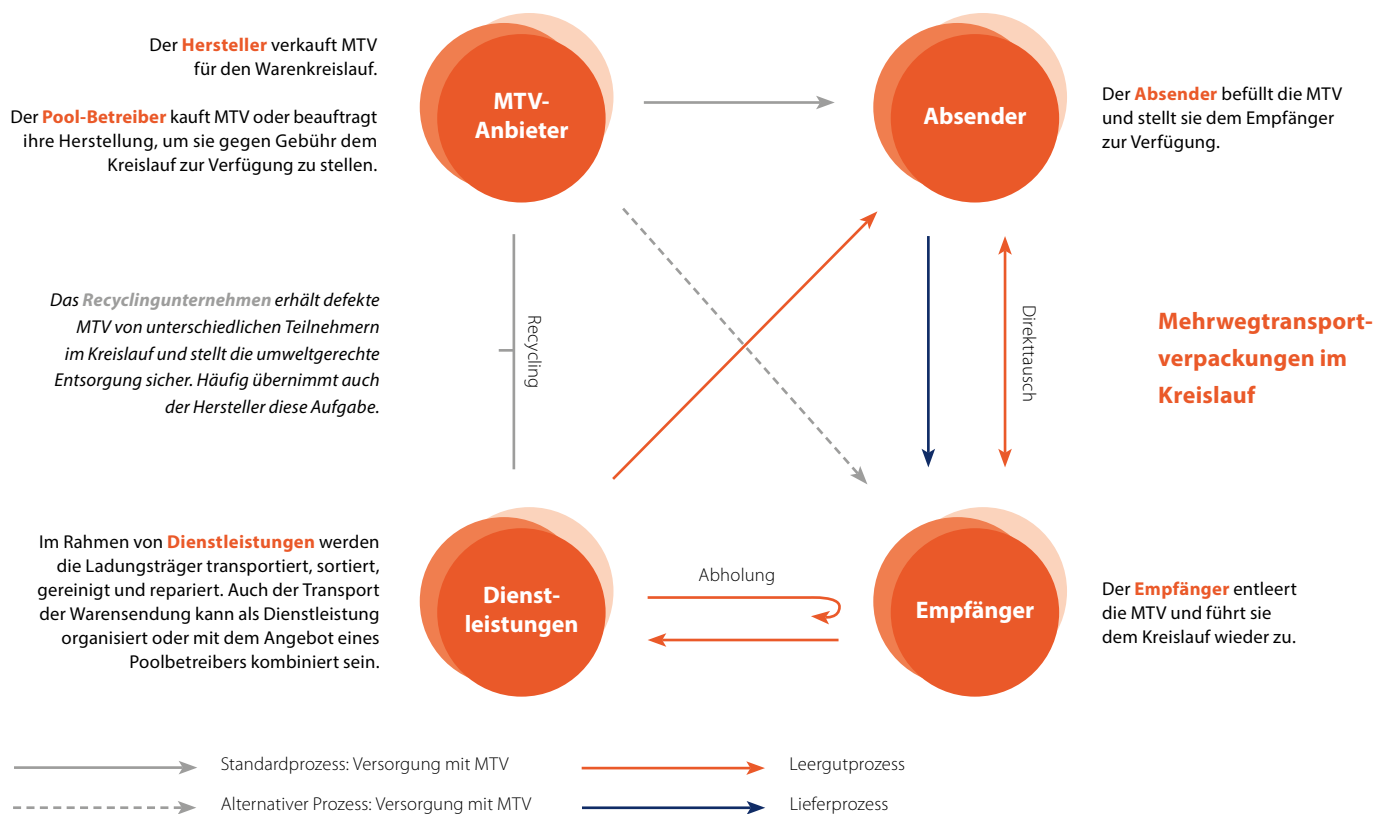 Der Hersteller verkauft MTV
für den Warenkreislauf.
Der Pool-Betreiber kauft MTV oder beauftragt
ihre Herstellung, um sie gegen Gebühr dem
Kreislauf zur Verfügung zu stellen.
MTV-
Anbieter
Absender
Der Absender befüllt die MTV
und stellt sie dem Empfänger
zur Verfügung.
Das Recyclingunternehmen erhält defekte
MTV von unterschiedlichen Teilnehmern
im Kreislauf und stellt die umweltgerechte
Entsorgung sicher. Häufig übernimmt auch
der Hersteller diese Aufgabe.
Recycling
Direkttausch
Mehrwegtransport-
verpackungen im
Kreislauf
Im Rahmen von Dienstleistungen werden
die Ladungsträger transportiert, sortiert,
gereinigt und repariert. Auch der Transport
der Warensendung kann als Dienstleistung
organisiert oder mit dem Angebot eines
Poolbetreibers kombiniert sein.
Dienst-
leistungen
Abholung
Empfänger
Der Empfänger entleert
die MTV und führt sie
dem Kreislauf wieder zu.
Standardprozess: Versorgung mit MTV
Leergutprozess
Alternativer Prozess: Versorgung mit MTV
Lieferprozess